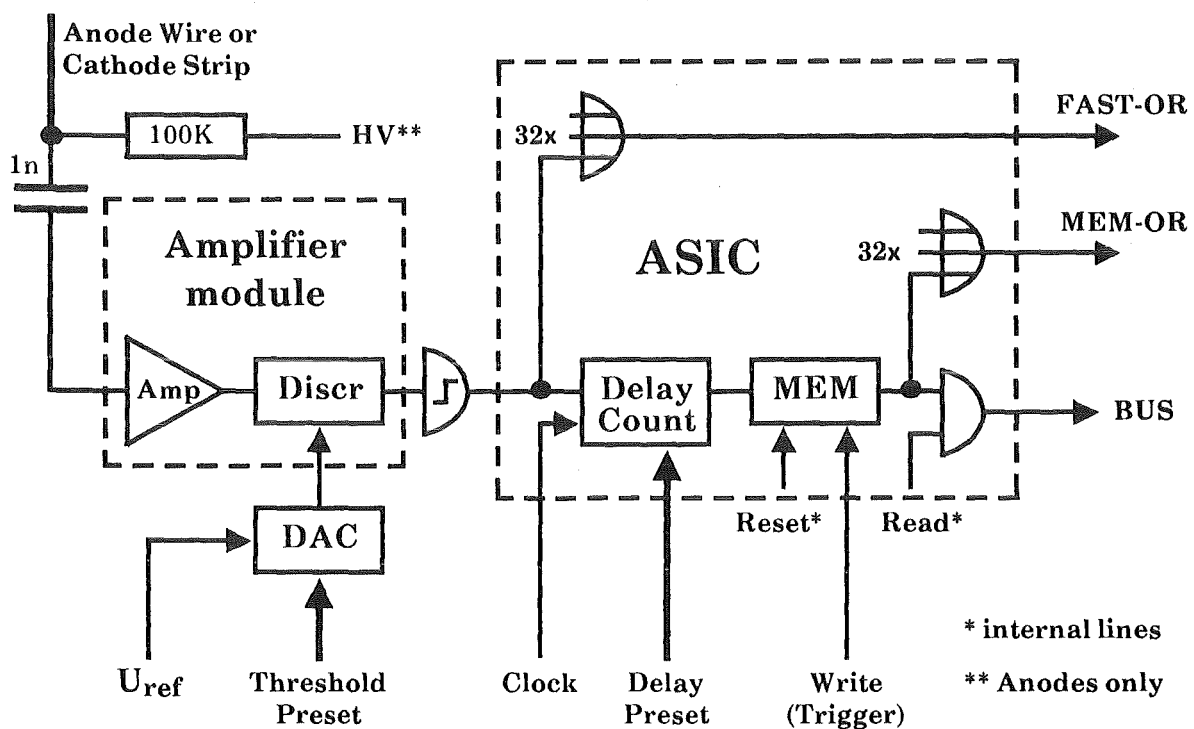 Anode Wire or
Cathode Strip
100K
HV**
1n
32x
FAST-OR
Amplifier
module
ASIC
32x
MEM-OR
Amp
Discr
Delay
Count
MEM
BUS
DAC
Reset*
Read*
Uref
Threshold
Preset
Clock
Delay
Preset
Write
(Trigger)
* internal lines
** Anodes only